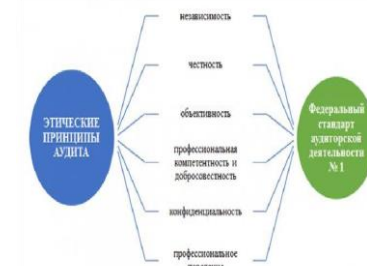 независимость
честность
объективность
ЭТИЧЕСКИЕ
ПРИНЦИПЫ
АУДИТА
профессиональная
компетентность и
добросовестность
конфиденциальность
профессиональное
Федеральный
стандарт
аудиторской
деятельности
№ 1